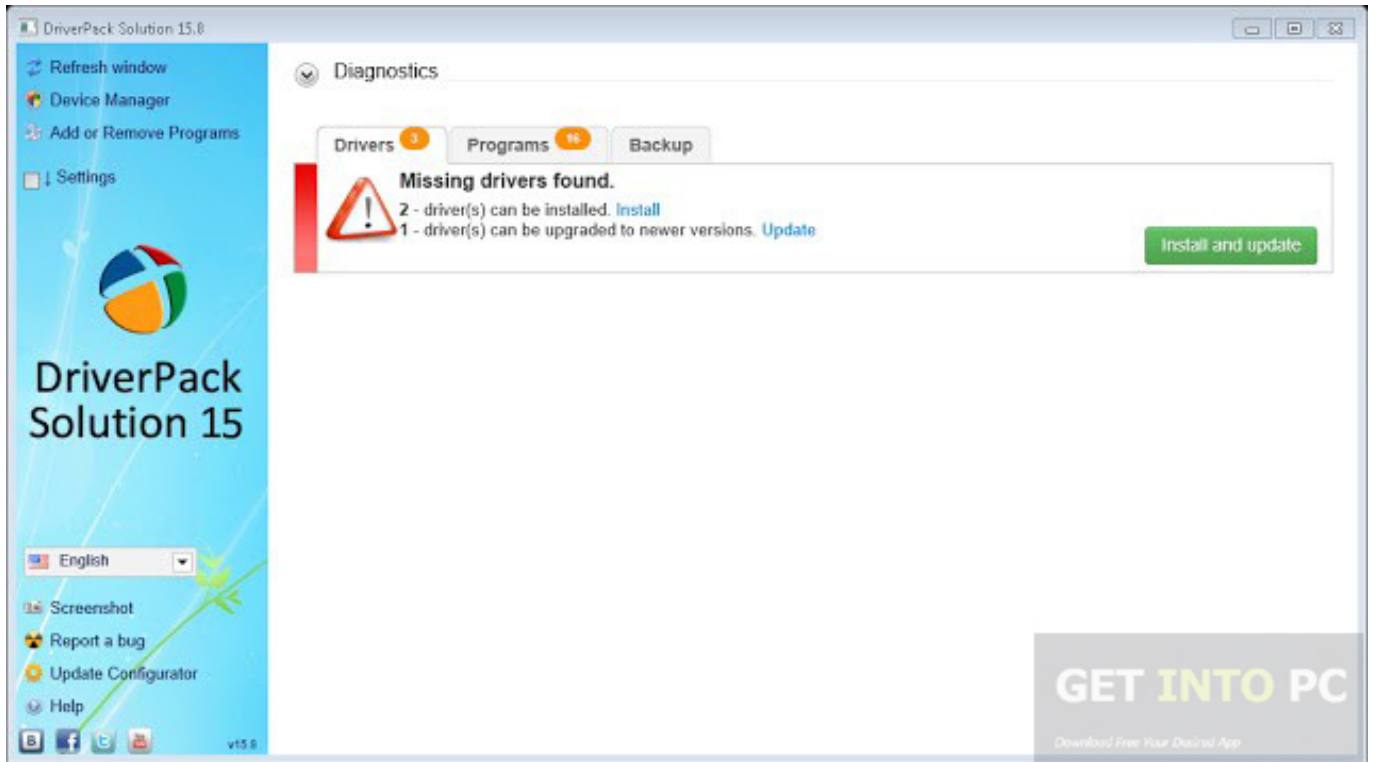 DriverPack Solution 15.8
Refresh window
Device Manager
Add or Remove Programs
↓ Settings
DriverPack
Solution 15
English
Screenshot
Report a bug
Update Configurator
Help
B f t
v15.8
Diagnostics
Drivers 3 Programs 16 Backup
Missing drivers found.
2 - driver(s) can be installed. Install
1 - driver(s) can be upgraded to newer versions. Update
Install and update
GET INTO PC
Download Free Your Desired App